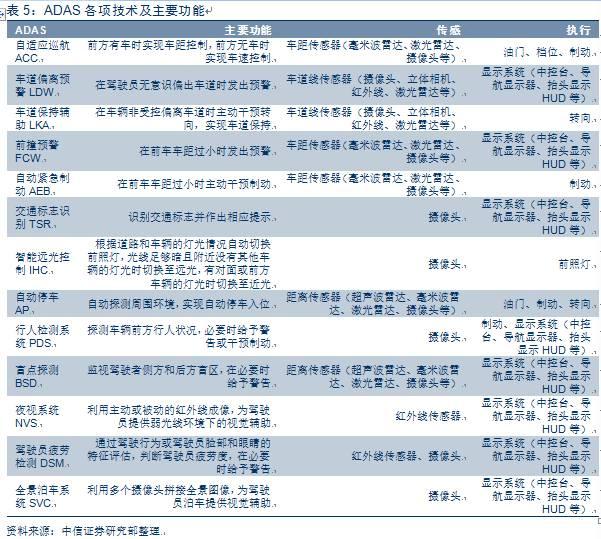 表 5：ADAS 各项技术及主要功能
ADAS 主要功能 传感 执行
自适应巡航 前方有车时实现车距控制，前方无车时 车距传感器（毫米波雷达、激光雷达、 油门、档位、制动
ACC 实现车速控制 摄像头等）
车道偏离预 在驾驶员无意识偏出车道时发出预警 车道线传感器（摄像头、立体相机、 显示系统（中控台、导
警 LDW 红外线、激光雷达等） 航显示器、抬头显示
HUD 等）
车道保持辅 在车辆非受控偏离车道时主动干预转 车道线传感器（摄像头、立体相机、 转向
助 LKA 向，实现车道保持 红外线、激光雷达等）
前撞预警 在前车车距过小时发出预警 车距传感器（毫米波雷达、激光雷达、 显示系统（中控台、导
FCW 摄像头等） 航显示器、抬头显示
HUD 等）
自动紧急制 在前车车距过小时主动干预制动 车距传感器（毫米波雷达、激光雷达、 制动
动 AEB 摄像头等）
交通标志识 识别交通标志并作出相应提示 摄像头 显示系统（中控台、导
别 TSR 航显示器、抬头显示
HUD 等）
智能远光控 根据道路和车辆的灯光情况自动切换 摄像头 前照灯
制 IHC 前照灯，光线足够暗且附近没有其他车
辆的灯光时切换至远光，有对面或前方
车辆的灯光时切换至近光
自动停车 自动探测周围环境，实现自动停车入位 距离传感器（超声波雷达、毫米波雷 油门、制动、转向
AP 达、激光雷达、摄像头等）
行人检测系 探测车辆前方行人状况，必要时给予警 摄像头 制动、显示系统（中控
统 PDS 告或干预制动 台、导航显示器、抬头
显示 HUD 等）
盲点探测 监视驾驶者侧方和后方盲区，在必要时 距离传感器（超声波雷达、毫米波雷 显示系统（中控台、导
BSD 给予警告 达、激光雷达、摄像头等） 航显示器、抬头显示
HUD 等）
夜视系统 利用主动或被动的红外线成像，为驾驶 红外线传感器 显示系统（中控台、导
NVS 员提供弱光线环境下的视觉辅助 航显示器、抬头显示
HUD 等）
驾驶员疲劳 通过驾驶行为或驾驶员脸部和眼睛的 红外线传感器、摄像头 显示系统（中控台、导
检测 DSM 特征评估，判断驾驶员疲劳度，在必要 航显示器、抬头显示
时给予警告 HUD 等）
全景泊车系 利用多个摄像头拼接全景图像，为驾驶 摄像头 显示系统（中控台、导
统 SVC 员泊车提供视觉辅助 航显示器、抬头显示
HUD 等）
资料来源：中信证券研究部整理